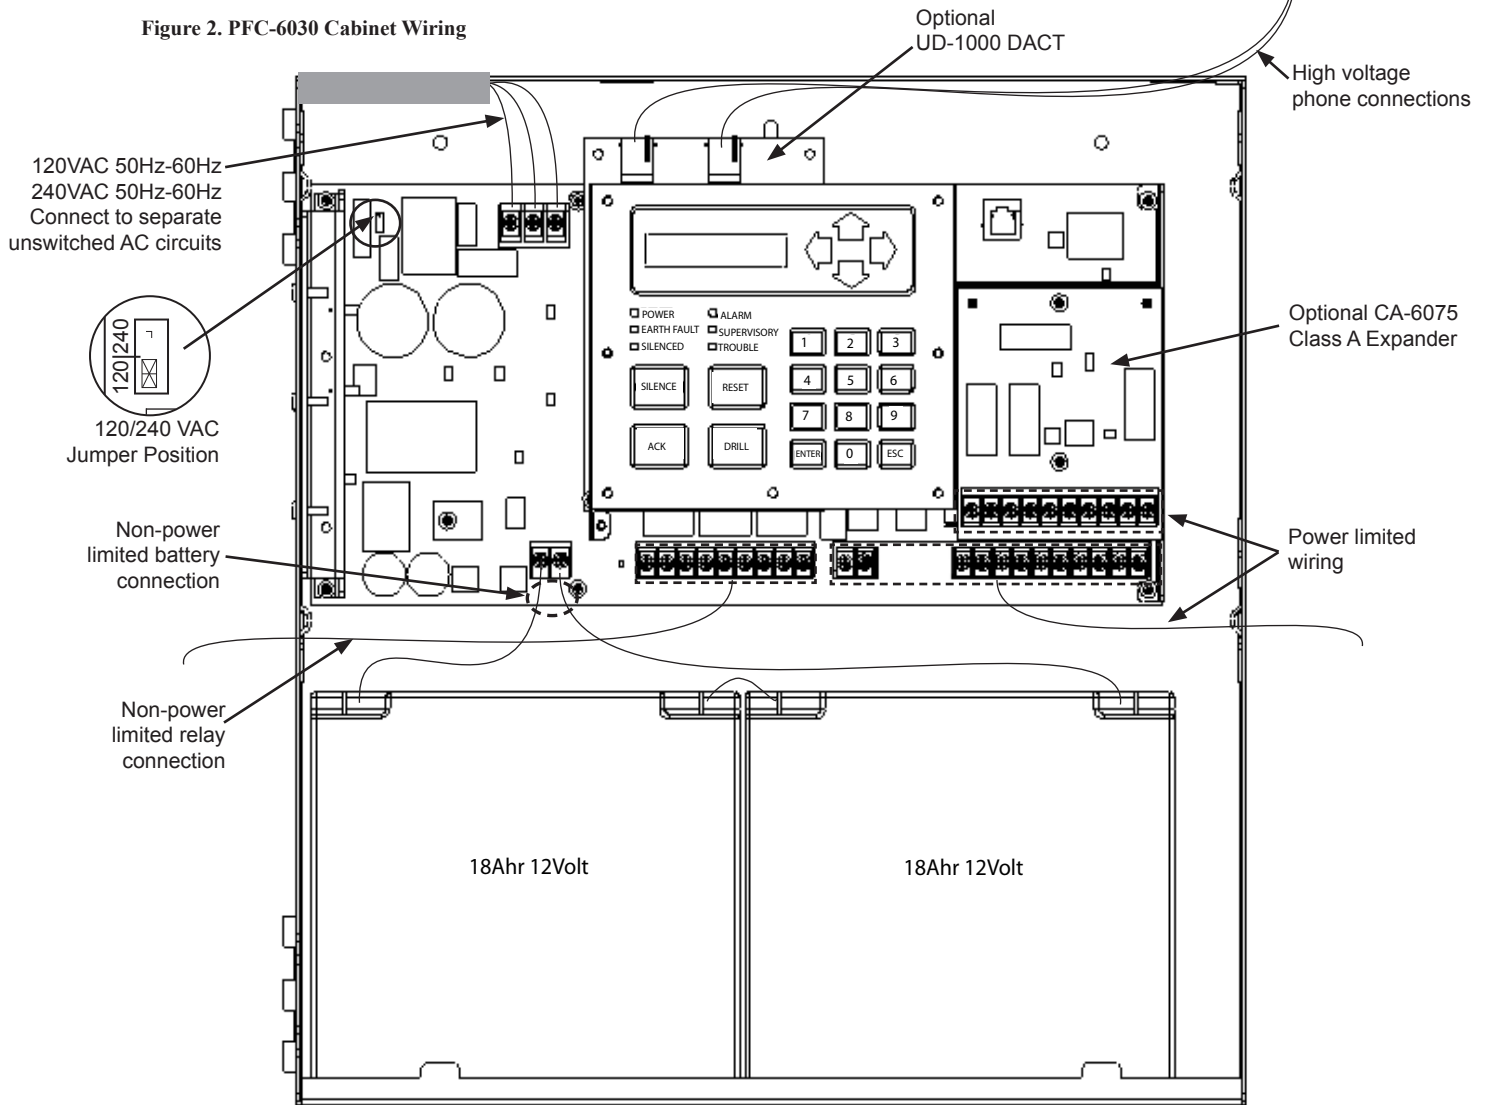 Figure 2. PFC-6030 Cabinet Wiring
Optional
UD-1000 DACT
High voltage
phone connections
120VAC 50Hz-60Hz
240VAC 50Hz-60Hz
Connect to separate
unswitched AC circuits
120|240
120/240 VAC
Jumper Position
POWER
ALARM
EARTH FAULT
SUPERVISORY
SILENCED
TROUBLE
1
2
3
SILENCE
RESET
4
5
6
7
8
9
ACK
DRILL
ENTER
0
ESC
Optional CA-6075
Class A Expander
Non-power
limited battery
connection
Power limited
wiring
Non-power
limited relay
connection
18Ahr 12Volt
18Ahr 12Volt